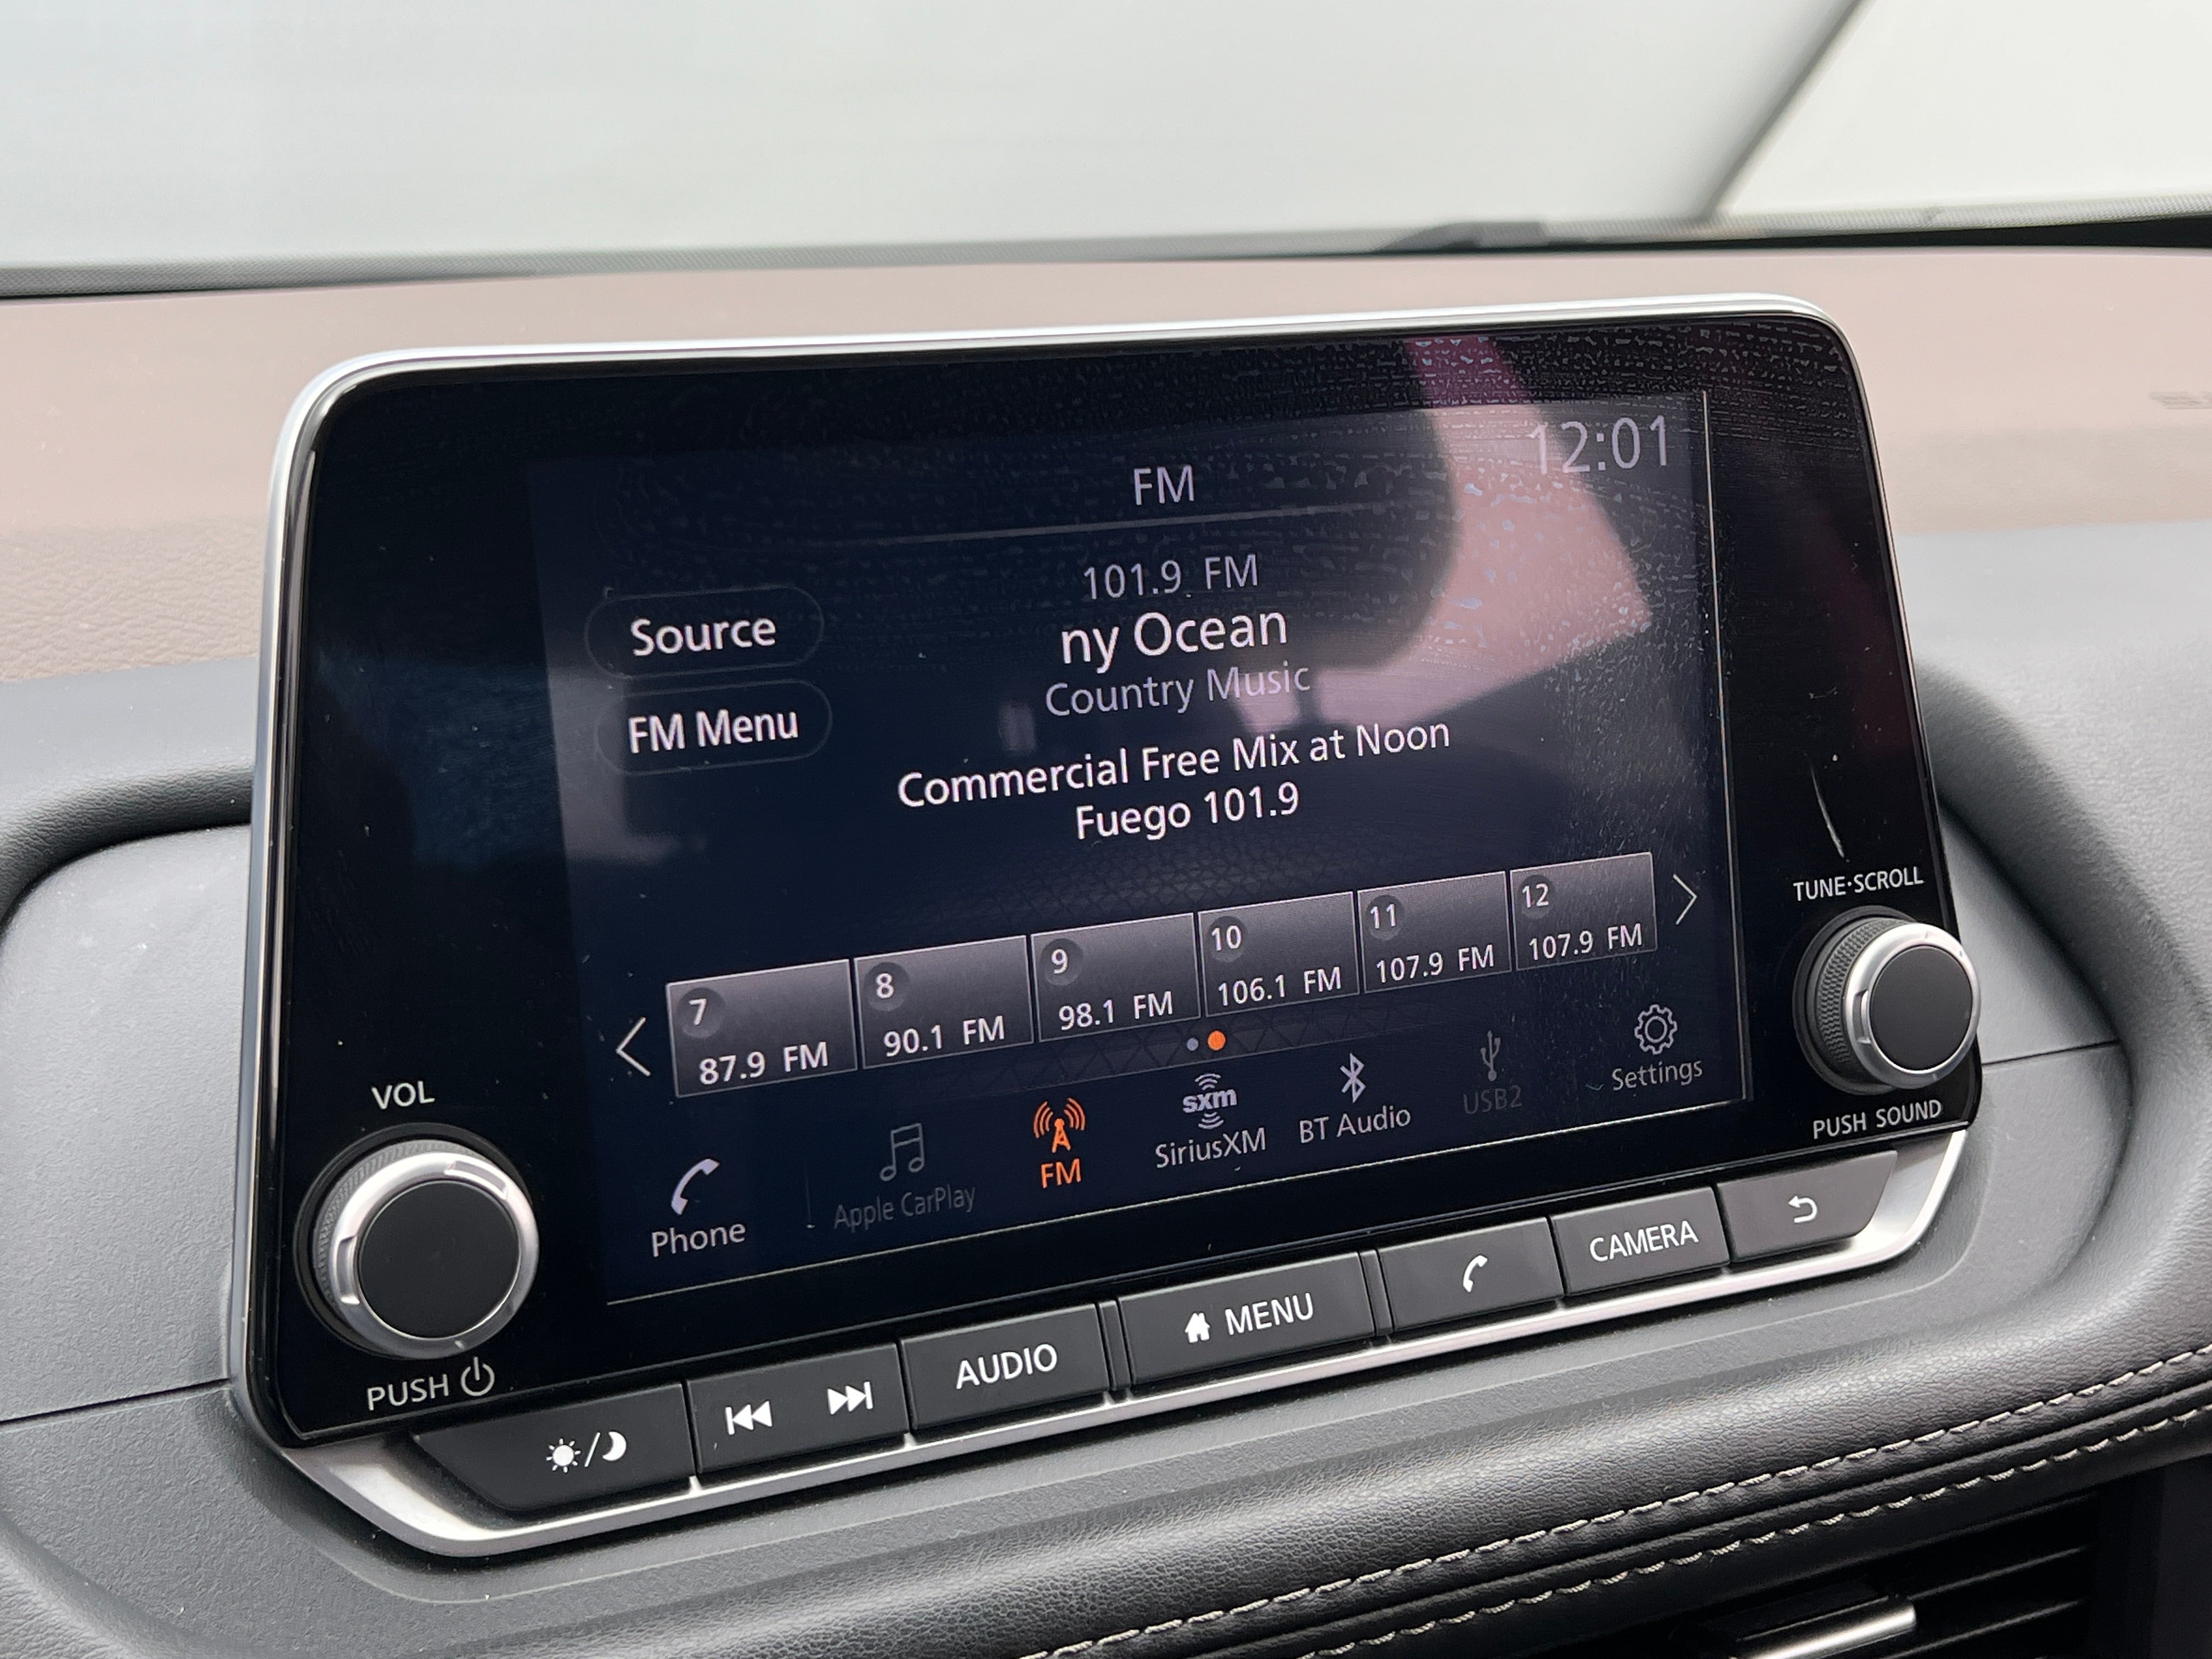 12:01
FM
101.9 FM
Source
ny Ocean
Country Music
FM Menu
Commercial Free Mix at Noon
Fuego 101.9
7
87.9 FM
8
90.1 FM
9
98.1 FM
10
106.1 FM
11
107.9 FM
12
107.9 FM
Phone
Apple CarPlay
FM
sxm
SiriusXM
BT Audio
USB2
Settings
VOL
PUSH
TUNE·SCROLL
PUSH SOUND
AUDIO
MENU
CAMERA